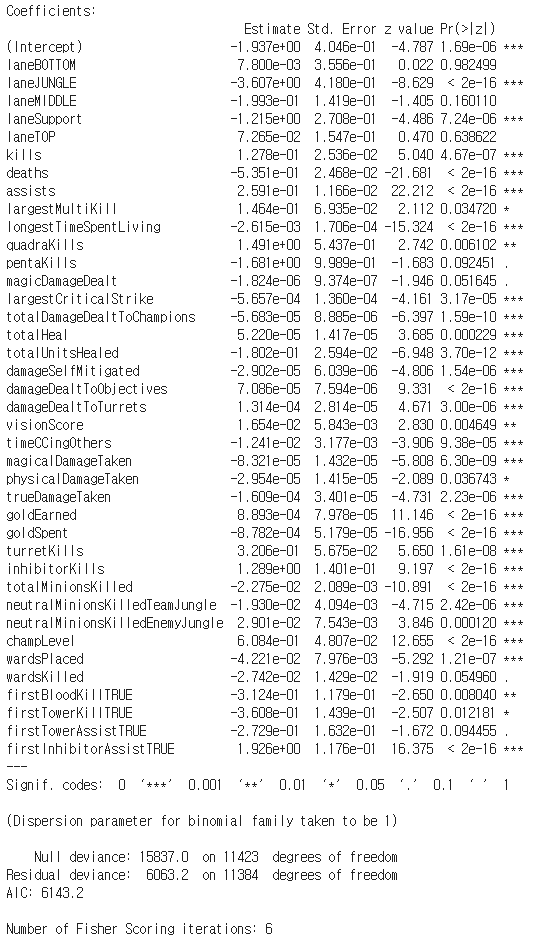 Coefficients:
Estimate Std. Error z value Pr(>|z|)
(Intercept) -1.937e+00 4.046e-01 -4.787 1.69e-06 ***
laneBOTTOM 7.800e-03 3.556e-01 0.022 0.982499
laneJUNGLE -3.607e+00 4.180e-01 -8.629 < 2e-16 ***
laneMIDDLE -1.993e-01 1.419e-01 -1.405 0.160110
laneSupport -1.215e+00 2.708e-01 -4.486 7.24e-06 ***
laneTOP 7.265e-02 1.547e-01 0.470 0.638622
kills 1.278e-01 2.536e-02 5.040 4.67e-07 ***
deaths -5.351e-01 2.468e-02 -21.681 < 2e-16 ***
assists 2.591e-01 1.166e-02 22.212 < 2e-16 ***
largestMultiKill 1.464e-01 6.935e-02 2.112 0.034720 *
longestTimeSpentLiving -2.615e-03 1.706e-04 -15.324 < 2e-16 ***
quadraKills 1.491e+00 5.437e-01 2.742 0.006102 **
pentaKills -1.681e+00 9.989e-01 -1.683 0.092451 .
magicDamageDealt -1.824e-06 9.374e-07 -1.946 0.051645 .
largestCriticalStrike -5.657e-04 1.360e-04 -4.161 3.17e-05 ***
totalDamageDealtToChampions -5.683e-05 8.885e-06 -6.397 1.59e-10 ***
totalHeal 5.220e-05 1.417e-05 3.685 0.000229 ***
totalUnitsHealed -1.802e-01 2.594e-02 -6.948 3.70e-12 ***
damageSelfMitigated -2.902e-05 6.039e-06 -4.806 1.54e-06 ***
damageDealtToObjectives 7.086e-05 7.594e-06 9.331 < 2e-16 ***
damageDealtToTurrets 1.314e-04 2.814e-05 4.671 3.00e-06 ***
visionScore 1.654e-02 5.843e-03 2.830 0.004649 **
timeCCingOthers -1.241e-02 3.177e-03 -3.906 9.38e-05 ***
magicalDamageTaken -8.321e-05 1.432e-05 -5.808 6.30e-09 ***
physicalDamageTaken -2.954e-05 1.415e-05 -2.089 0.036743 *
trueDamageTaken -1.609e-04 3.401e-05 -4.731 2.23e-06 ***
goldEarned 8.893e-04 7.978e-05 11.146 < 2e-16 ***
goldSpent -8.782e-04 5.179e-05 -16.956 < 2e-16 ***
turretKills 3.206e-01 5.675e-02 5.650 1.61e-08 ***
inhibitorKills 1.289e+00 1.401e-01 9.197 < 2e-16 ***
totalMinionsKilled -2.275e-02 2.089e-03 -10.891 < 2e-16 ***
neutralMinionsKilledTeamJungle -1.930e-02 4.094e-03 -4.715 2.42e-06 ***
neutralMinionsKilledEnemyJungle 2.901e-02 7.543e-03 3.846 0.000120 ***
champLevel 6.084e-01 4.807e-02 12.655 < 2e-16 ***
wardsPlaced -4.221e-02 7.976e-03 -5.292 1.21e-07 ***
wardsKilled -2.742e-02 1.429e-02 -1.919 0.054960 .
firstBloodKillTRUE -3.124e-01 1.179e-01 -2.650 0.008040 **
firstTowerKillTRUE -3.608e-01 1.439e-01 -2.507 0.012181 *
firstTowerAssistTRUE -2.729e-01 1.632e-01 -1.672 0.094455 .
firstInhibitorAssistTRUE 1.926e+00 1.176e-01 16.375 < 2e-16 ***
---
Signif. codes: 0 ‘***’ 0.001 ‘**’ 0.01 ‘*’ 0.05 ‘.’ 0.1 ‘ ’ 1
(Dispersion parameter for binomial family taken to be 1)
Null deviance: 15837.0 on 11423 degrees of freedom
Residual deviance: 6063.2 on 11384 degrees of freedom
AIC: 6143.2
Number of Fisher Scoring iterations: 6